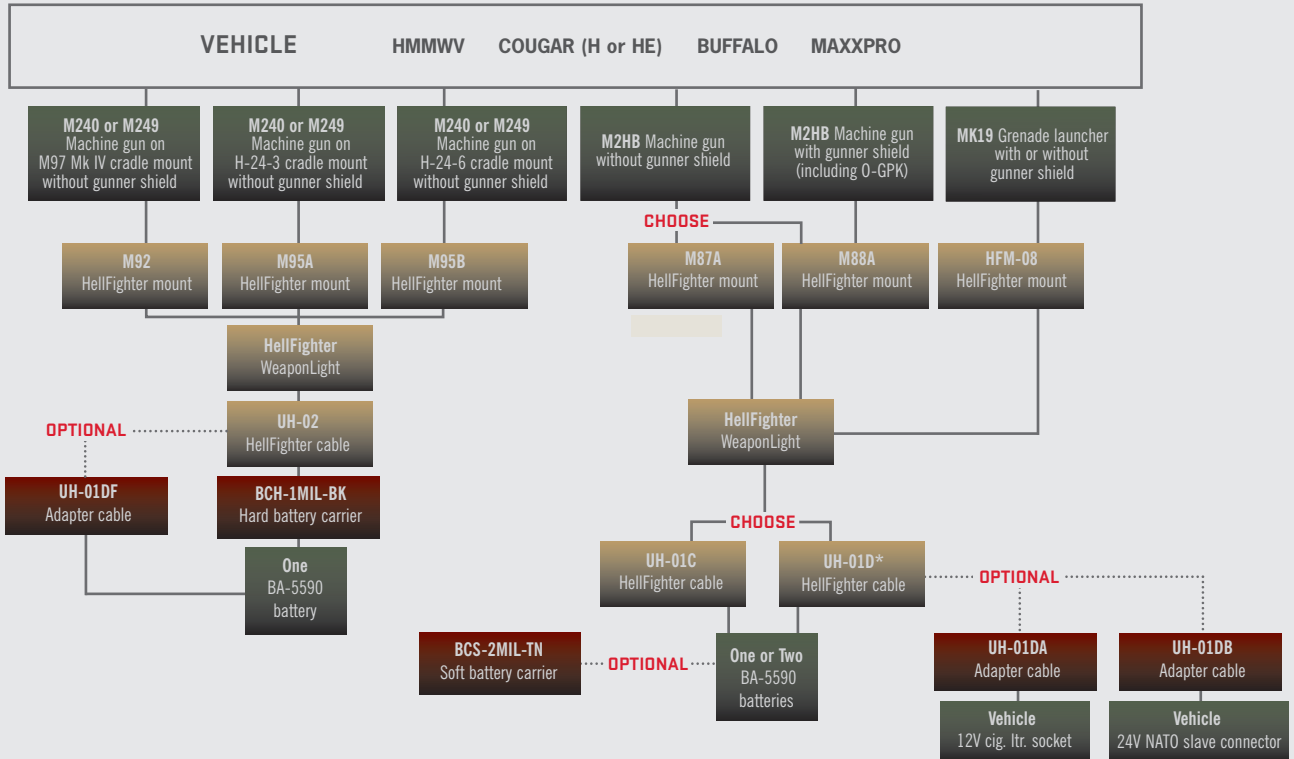 VEHICLE HMMWV COUGAR (H or HE) BUFFALO MAXXPRO
M240 or M249
Machine gun on
M97 Mk IV cradle mount
without gunner shield
M240 or M249
Machine gun on
H-24-3 cradle mount
without gunner shield
M240 or M249
Machine gun on
H-24-6 cradle mount
without gunner shield
M2HB Machine gun
without gunner shield
M2HB Machine gun
with gunner shield
(including O-GPK)
MK19 Grenade launcher
with or without
gunner shield
CHOOSE
M92
HellFighter mount
M95A
HellFighter mount
M95B
HellFighter mount
M87A
HellFighter mount
M88A
HellFighter mount
HFM-08
HellFighter mount
HellFighter
WeaponLight
UH-02
HellFighter cable
OPTIONAL
UH-01DF
Adapter cable
BCH-1MIL-BK
Hard battery carrier
One
BA-5590
battery
HellFighter
WeaponLight
CHOOSE
UH-01C
HellFighter cable
UH-01D*
HellFighter cable
OPTIONAL
BCS-2MIL-TN
Soft battery carrier
OPTIONAL
One or Two
BA-5590
batteries
UH-01DA
Adapter cable
UH-01DB
Adapter cable
Vehicle
12V cig. ltr. socket
Vehicle
24V NATO slave connector